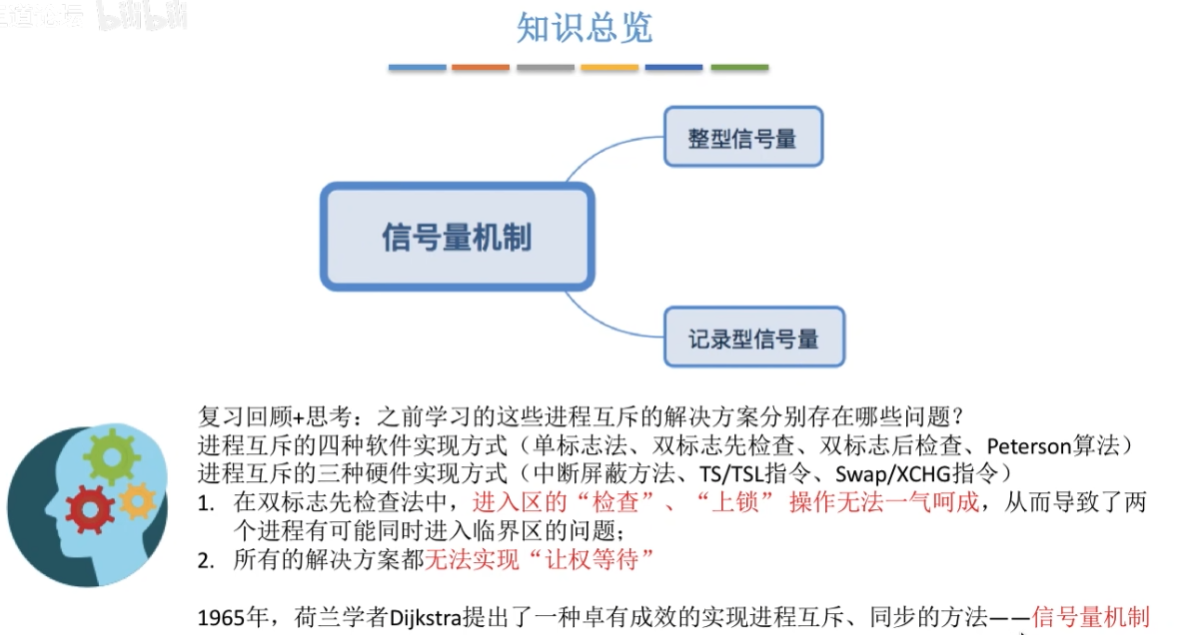 bilibili
知识总览
整型信号量
信号量机制
记录型信号量
复习回顾+思考：之前学习的这些进程互斥的解决方案分别存在哪些问题？
进程互斥的四种软件实现方式（单标志法、双标志先检查、双标志后检查、Peterson算法）
进程互斥的三种硬件实现方式（中断屏蔽方法、TS/TSL指令、Swap/XCHG指令）
1. 在双标志先检查法中，进入区的“检查”、“上锁” 操作无法一气呵成，从而导致了两
个进程有可能同时进入临界区的问题；
2. 所有的解决方案都无法实现“让权等待”
1965年，荷兰学者Dijkstra提出了一种卓有成效的实现进程互斥、同步的方法——信号量机制